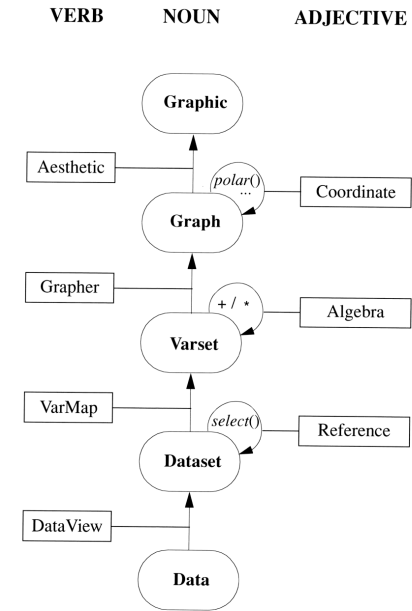 VERB NOUN ADJECTIVE
Graphic
Aesthetic
polar()
...
Coordinate
Graph
Grapher
+ / *
Algebra
Varset
VarMap
select()
Reference
Dataset
DataView
Data